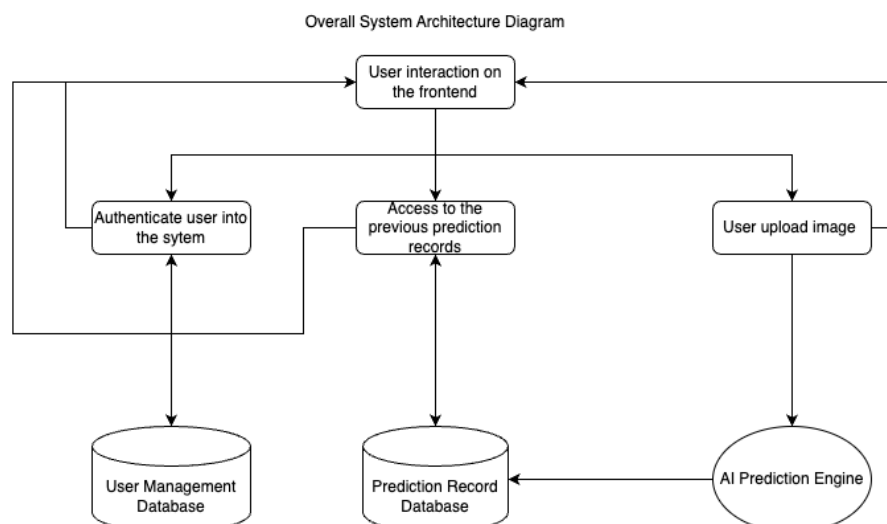 Overall System Architecture Diagram
User interaction on
the frontend
Authenticate user into
the sytem
Access to the
previous prediction
records
User upload image
User Management
Database
Prediction Record
Database
AI Prediction Engine